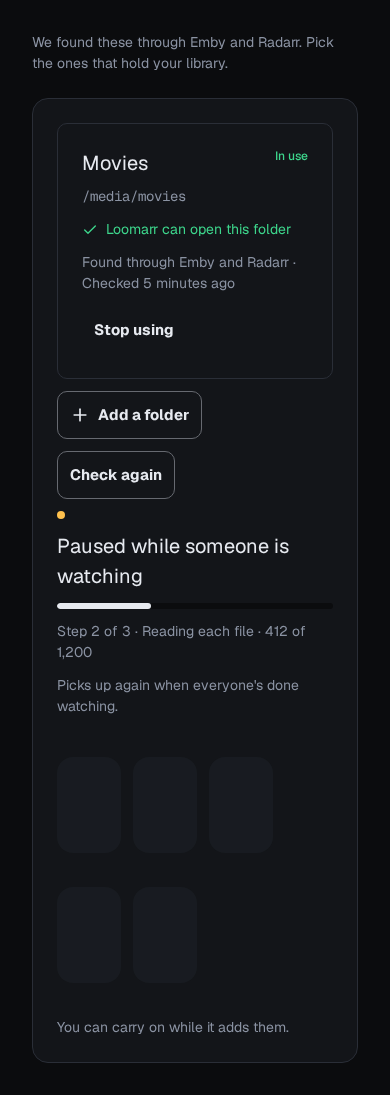 We found these through Emby and Radarr. Pick
the ones that hold your library.
Movies
In use
/media/movies
Loomarr can open this folder
Found through Emby and Radarr ·
Checked 5 minutes ago
Stop using
Add a folder
Check again
Paused while someone is
watching
Step 2 of 3 · Reading each file · 412 of
1,200
Picks up again when everyone's done
watching.
You can carry on while it adds them.